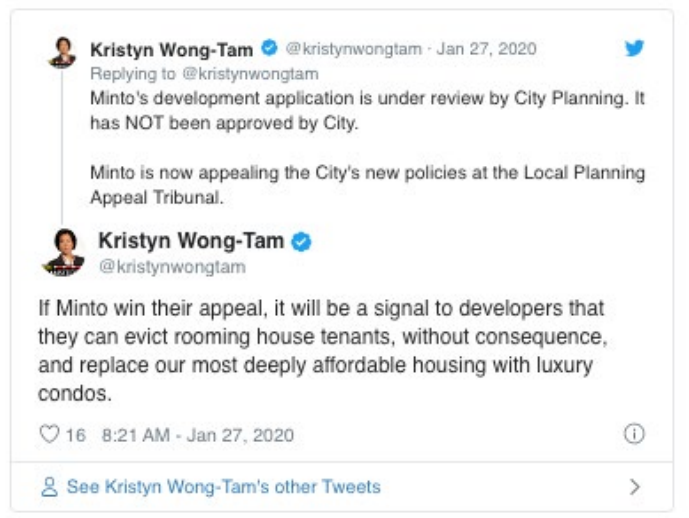 Kristyn Wong-Tam @kristynwongtam · Jan 27, 2020
Replying to @kristynwongtam
Minto's development application is under review by City Planning. It
has NOT been approved by City.
Minto is now appealing the City's new policies at the Local Planning
Appeal Tribunal.
Kristyn Wong-Tam
@kristynwongtam
If Minto win their appeal, it will be a signal to developers that
they can evict rooming house tenants, without consequence,
and replace our most deeply affordable housing with luxury
condos.
16 8:21 AM - Jan 27, 2020
See Kristyn Wong-Tam's other Tweets